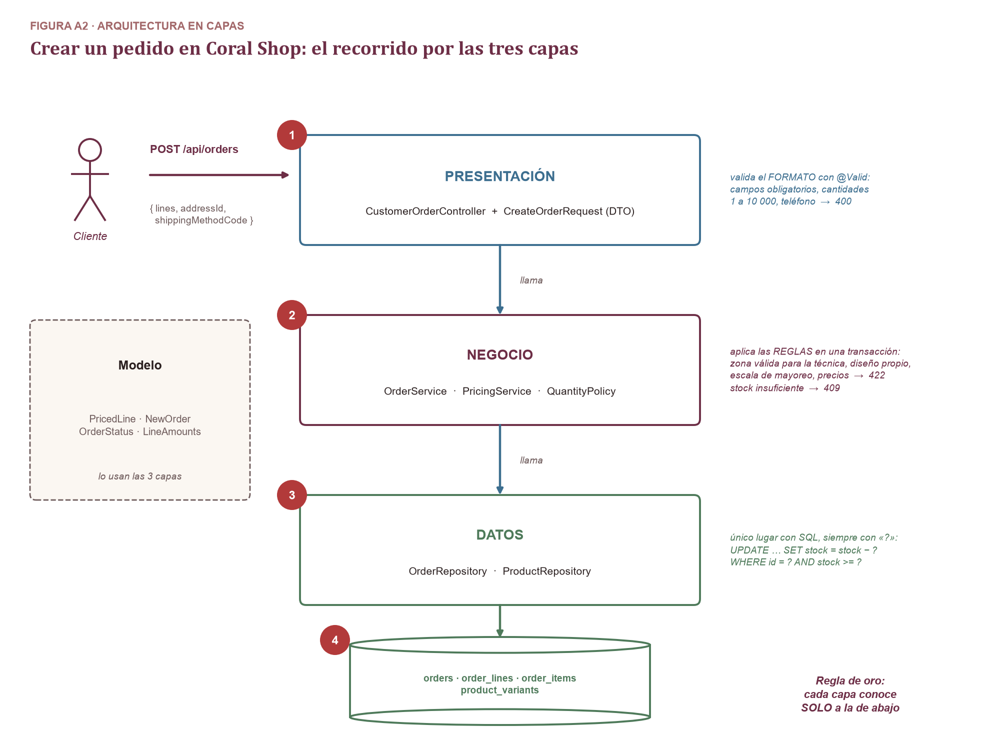 FIGURA A2 · ARQUITECTURA EN CAPAS
Crear un pedido en Coral Shop: el recorrido por las tres capas
1
POST /api/orders
{ lines, addressId,
shippingMethodCode }
Cliente
PRESENTACIÓN
CustomerOrderController + CreateOrderRequest (DTO)
valida el FORMATO con @Valid:
campos obligatorios, cantidades
1 a 10 000, teléfono → 400
llama
2
NEGOCIO
OrderService · PricingService · QuantityPolicy
aplica las REGLAS en una transacción:
zona válida para la técnica, diseño propio,
escala de mayoreo, precios → 422
stock insuficiente → 409
Modelo
PricedLine · NewOrder
OrderStatus · LineAmounts
lo usan las 3 capas
llama
3
DATOS
OrderRepository · ProductRepository
único lugar con SQL, siempre con «?»:
UPDATE … SET stock = stock − ?
WHERE id = ? AND stock >= ?
4
orders · order_lines · order_items
product_variants
Regla de oro:
cada capa conoce
SOLO a la de abajo